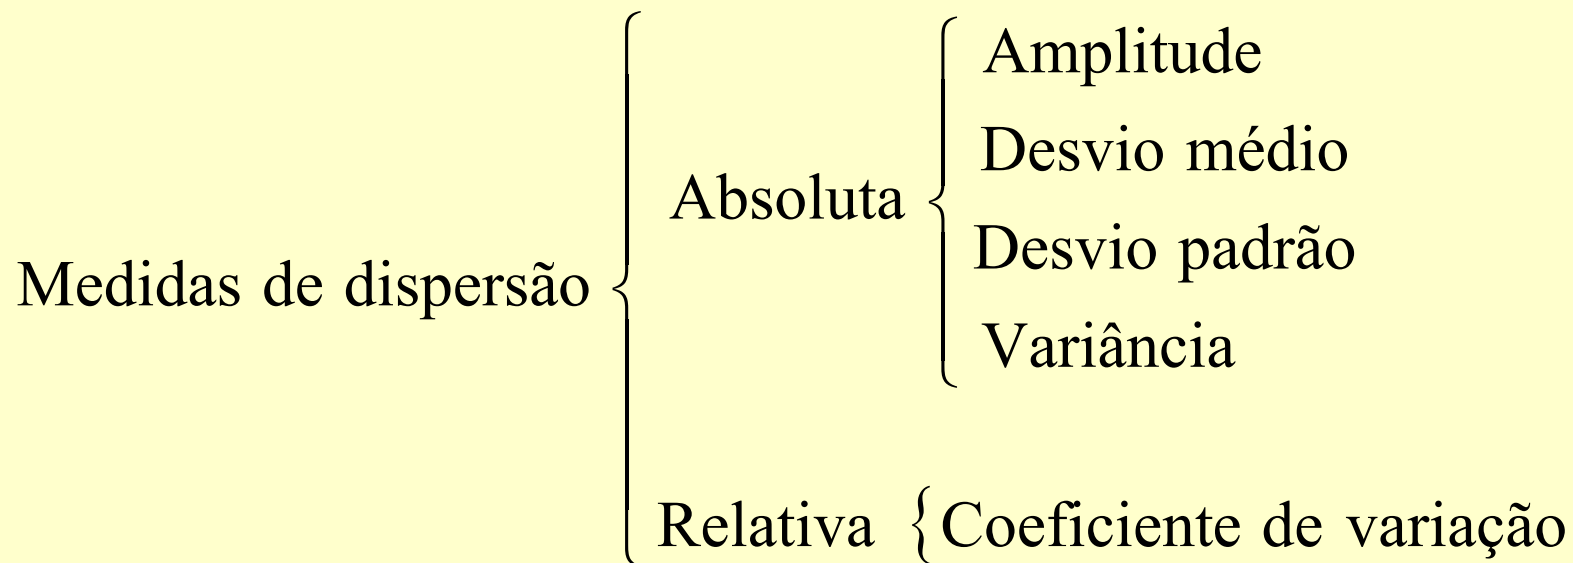 Medidas de dispersão
Absoluta
Amplitude
Desvio médio
Desvio padrão
Variância
Relativa
Coeficiente de variação